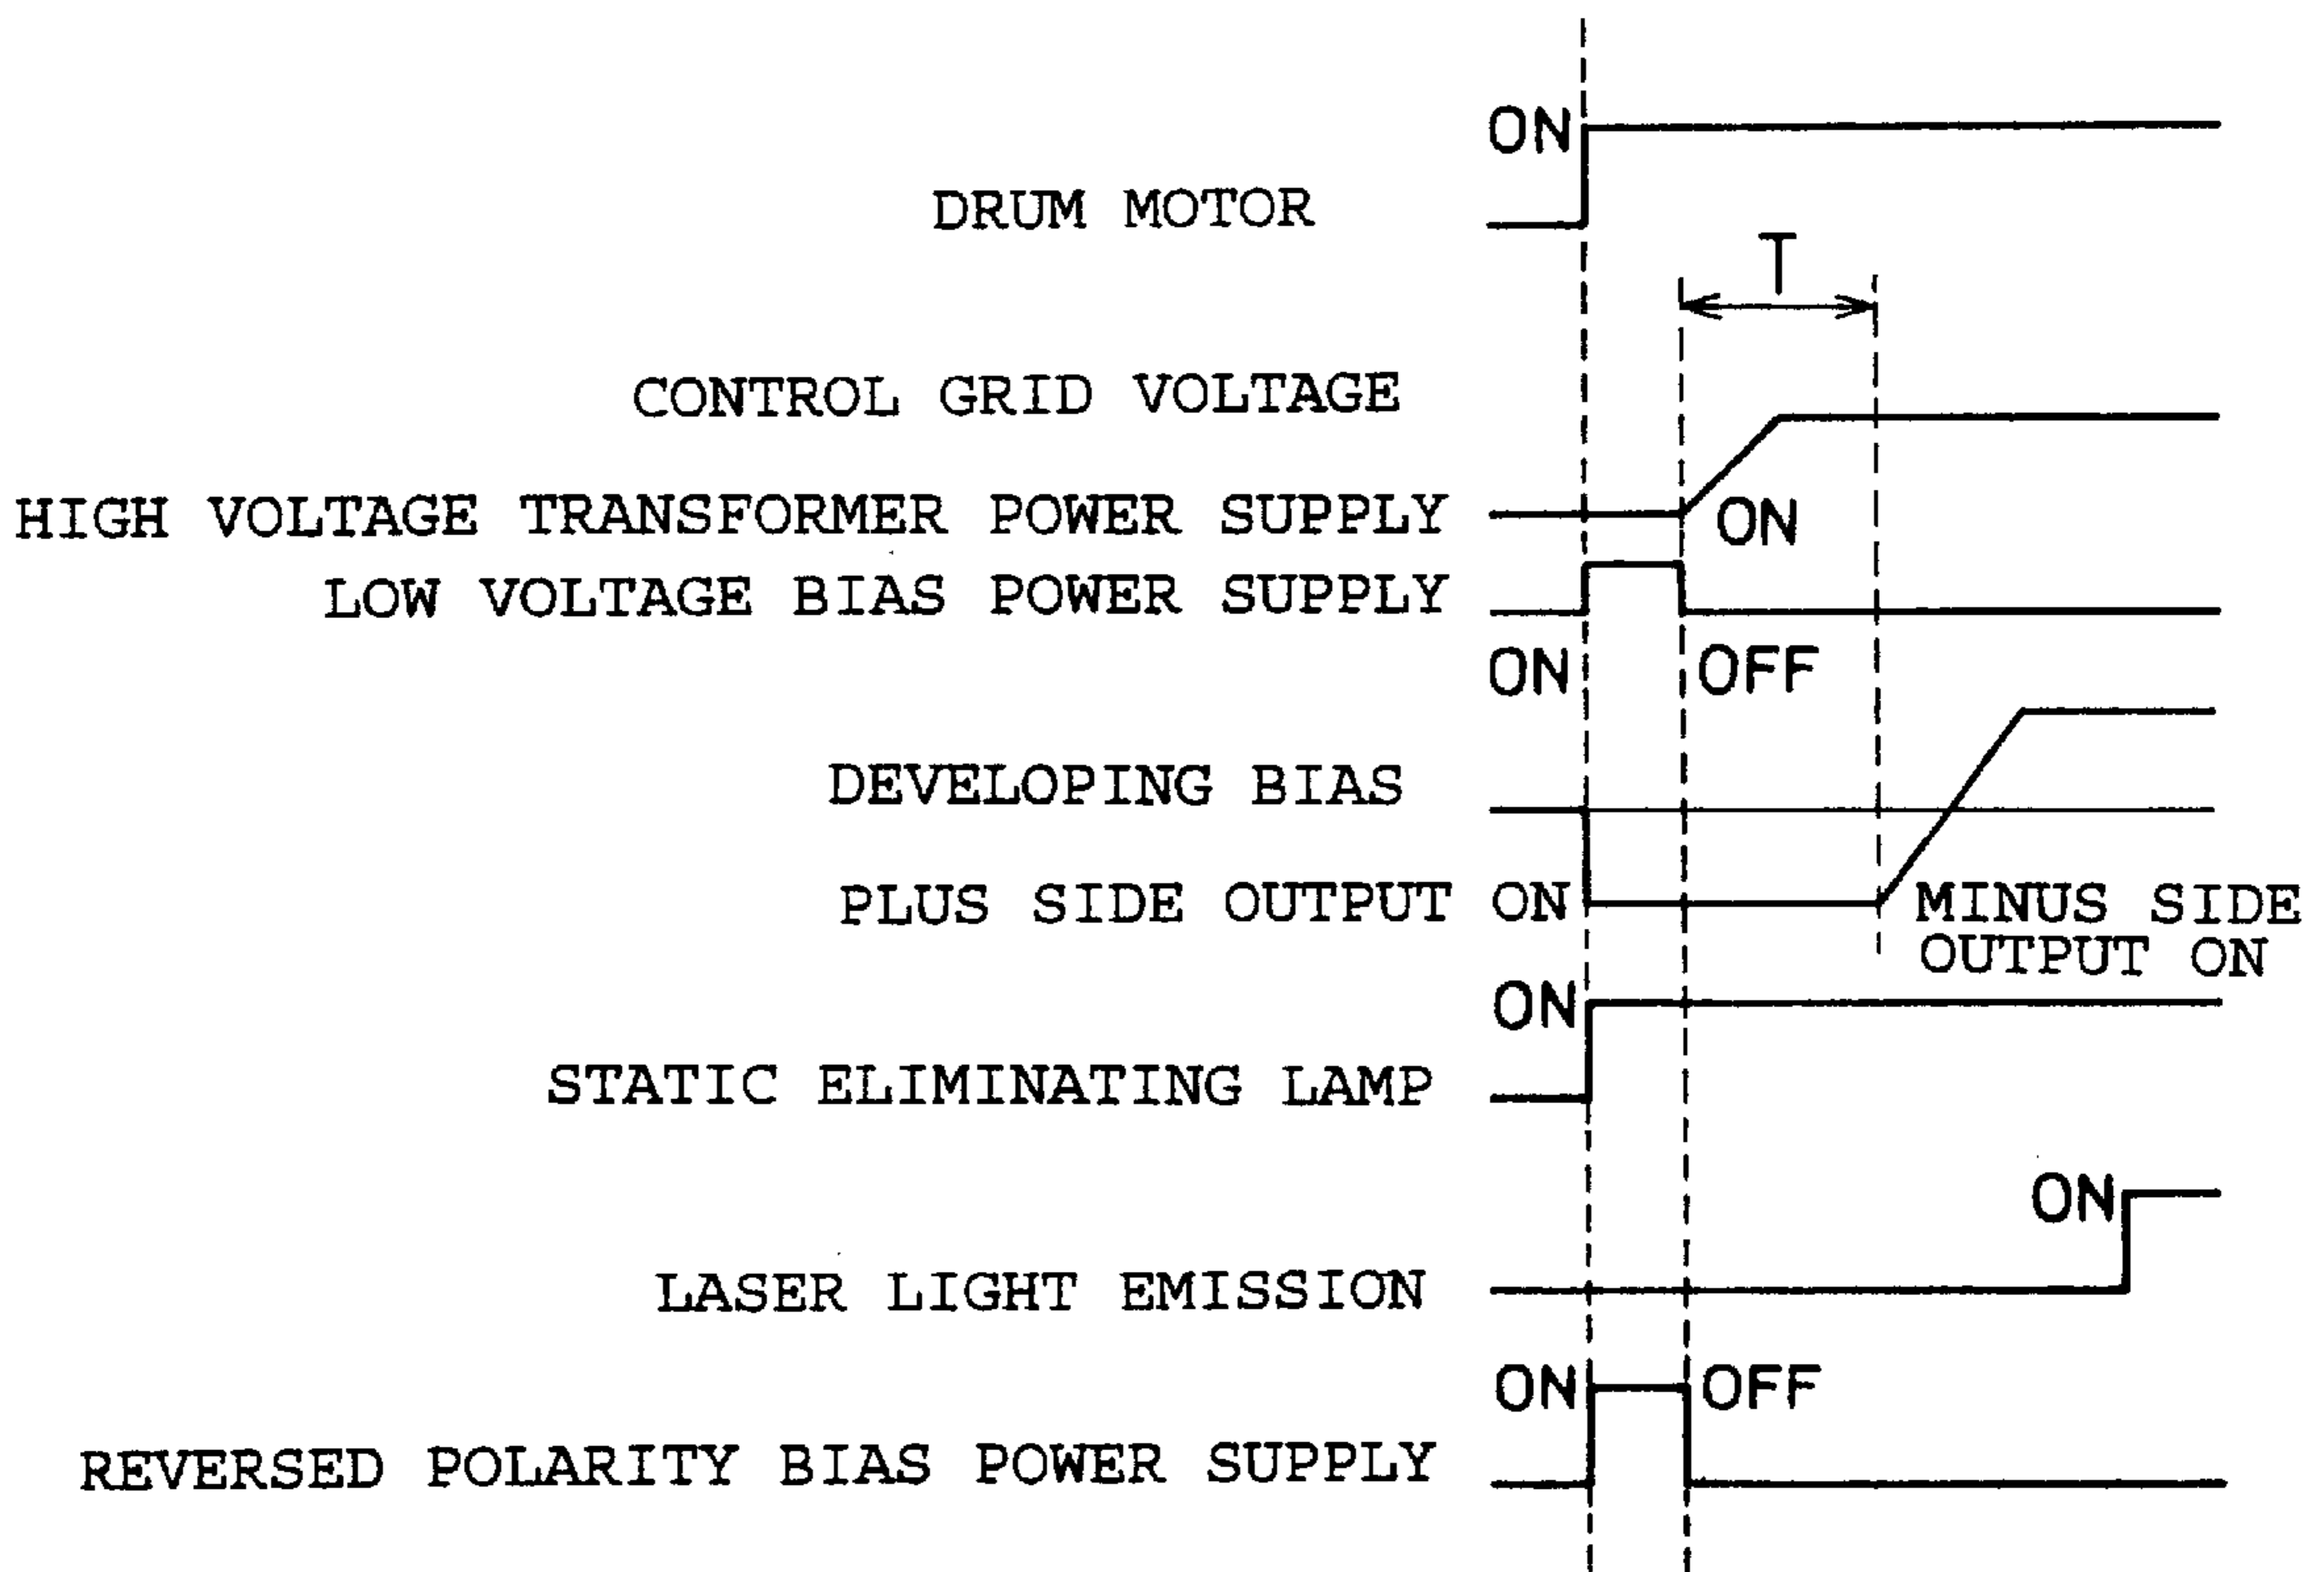 ON
DRUM MOTOR
T
CONTROL GRID VOLTAGE
HIGH VOLTAGE TRANSFORMER POWER SUPPLY
ON
LOW VOLTAGE BIAS POWER SUPPLY
ON
OFF
DEVELOPING BIAS
PLUS SIDE OUTPUT ON
MINUS SIDE
OUTPUT ON
ON
STATIC ELIMINATING LAMP
ON
LASER LIGHT EMISSION
ON
OFF
REVERSED POLARITY BIAS POWER SUPPLY